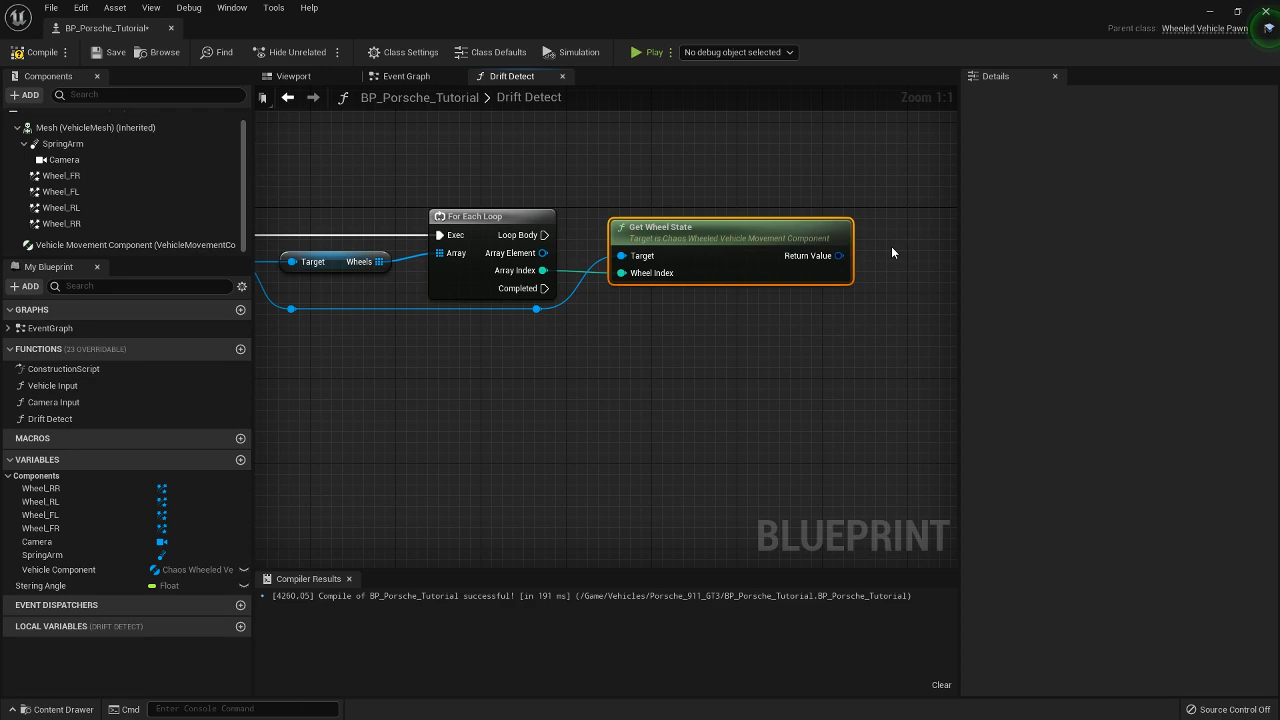 File Edit Asset View Debug Window Tools Help
BP_Porsche_Tutorial*
Parent class: Wheeled Vehicle Pawn
Compile Save Browse Find Hide Unrelated Class Settings Class Defaults Simulation Play No debug object selected
Components
Viewport Event Graph Drift Detect
Details
ADD Search
BP_Porsche_Tutorial > Drift Detect
Zoom 1:1
Mesh (VehicleMesh) (Inherited)
SpringArm
Camera
Wheel_FR
Wheel_FL
Wheel_RL
Wheel_RR
Vehicle Movement Component (VehicleMovementCo
My Blueprint
ADD Search
GRAPHS
EventGraph
FUNCTIONS (23 OVERRIDABLE)
ConstructionScript
Vehicle Input
Camera Input
Drift Detect
MACROS
VARIABLES
Components
Wheel_RR
Wheel_RL
Wheel_FL
Wheel_FR
Camera
SpringArm
Vehicle Component Chaos Wheeled Ve
Stering Angle Float
EVENT DISPATCHERS
LOCAL VARIABLES (DRIFT DETECT)
Target Wheels
For Each Loop
Exec Loop Body
Array Array Element
Array Index
Completed
Get Wheel State
Target is Chaos Wheeled Vehicle Movement Component
Target Return Value
Wheel Index
BLUEPRINT
Compiler Results
[4260,05] Compile of BP_Porsche_Tutorial successful! [in 191 ms] (/Game/Vehicles/Porsche_911_GT3/BP_Porsche_Tutorial.BP_Porsche_Tutorial)
Clear
Content Drawer Cmd Enter Console Command
Source Control Off